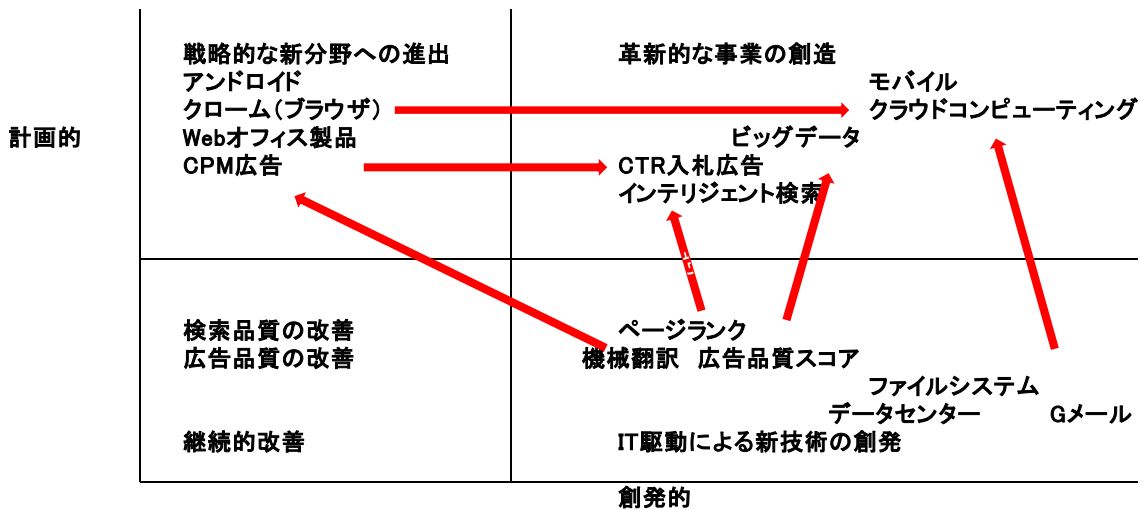 戦略的な新分野への進出
革新的な事業の創造
アンドロイド
モバイル
クローム(ブラウザ)
クラウドコンピューティング
計画的
Webオフィス製品
ビッグデータ
CPM広告
CTR入札広告
インテリジェント検索
検索品質の改善
ページランク
広告品質の改善
機械翻訳 広告品質スコア
ファイルシステム
データセンター
Gメール
継続的改善
IT駆動による新技術の創発
創発的